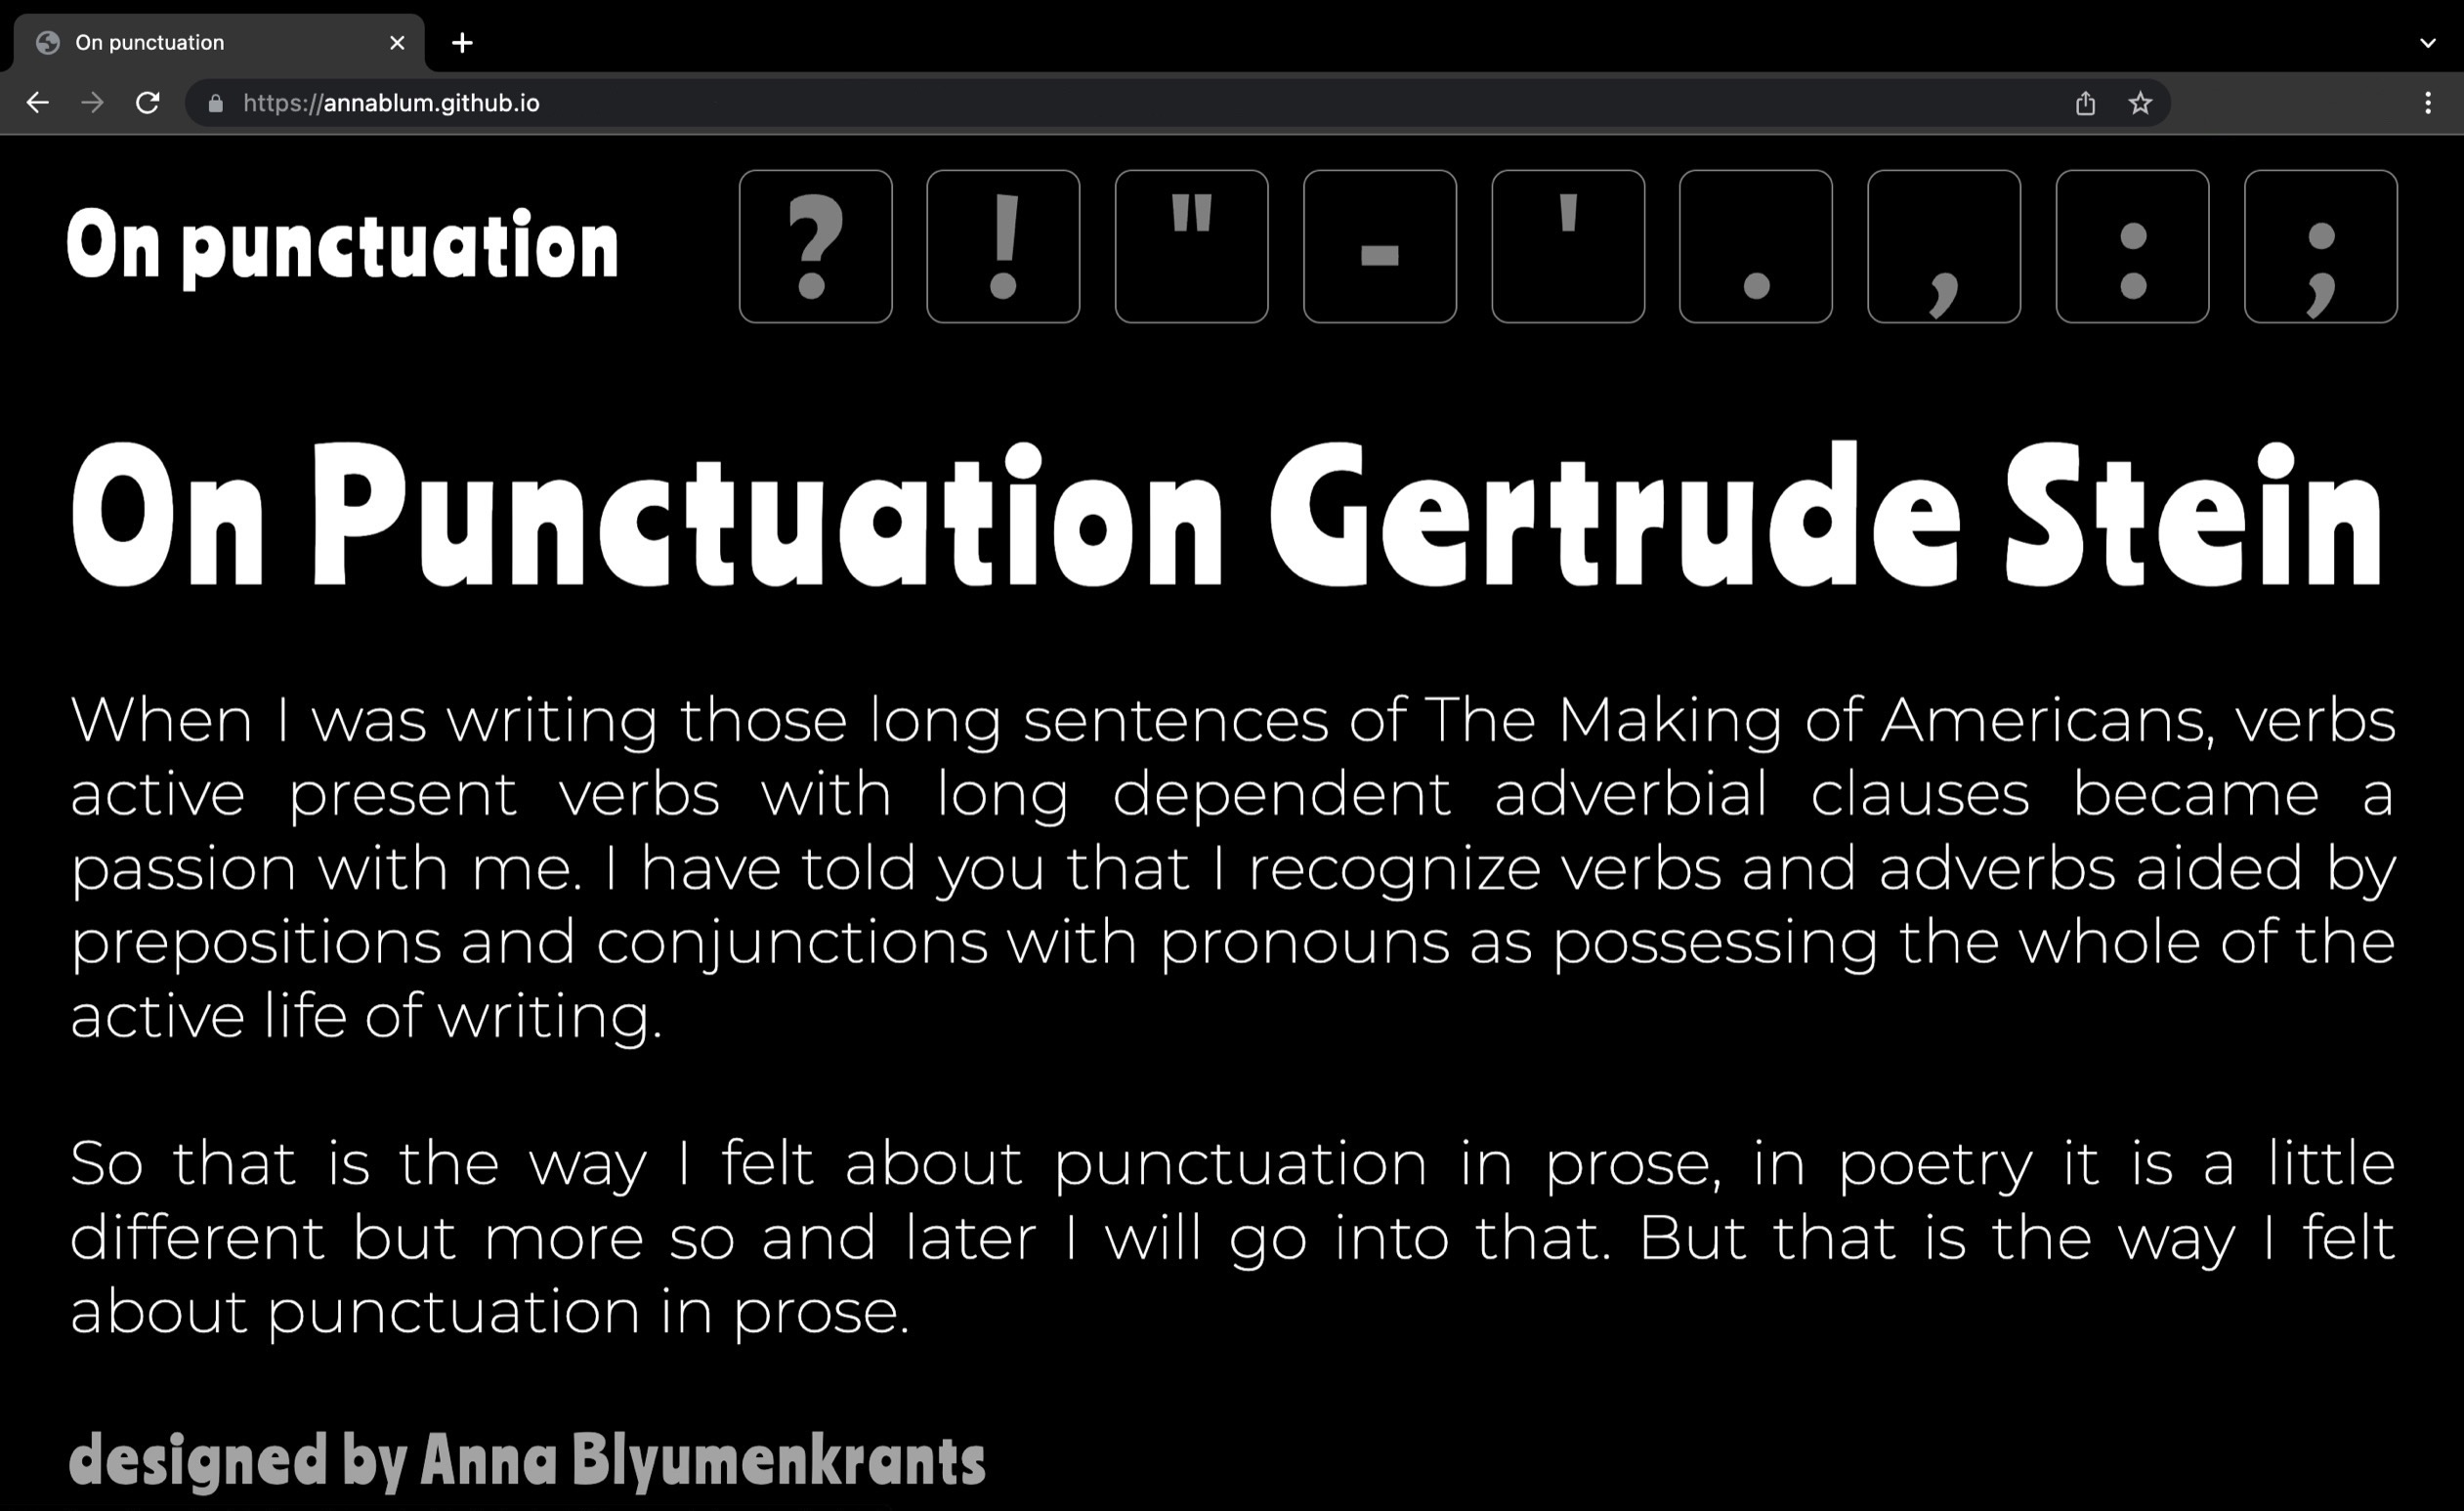 On punctuation
https://annablum.github.io
On punctuation
? ! " - ' . , : ;
On Punctuation Gertrude Stein
When I was writing those long sentences of The Making of Americans, verbs
active present verbs with long dependent adverbial clauses became a
passion with me. I have told you that I recognize verbs and adverbs aided by
prepositions and conjunctions with pronouns as possessing the whole of the
active life of writing.
So that is the way I felt about punctuation in prose, in poetry it is a little
different but more so and later I will go into that. But that is the way I felt
about punctuation in prose.
designed by Anna Blyumenkrants